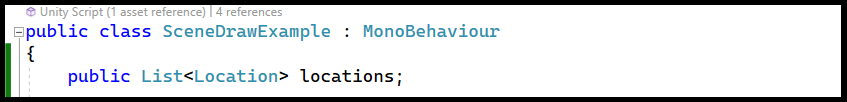 Unity Script (1 asset reference) | 4 references
public class SceneDrawExample : MonoBehaviour
{
public List<Location> locations;